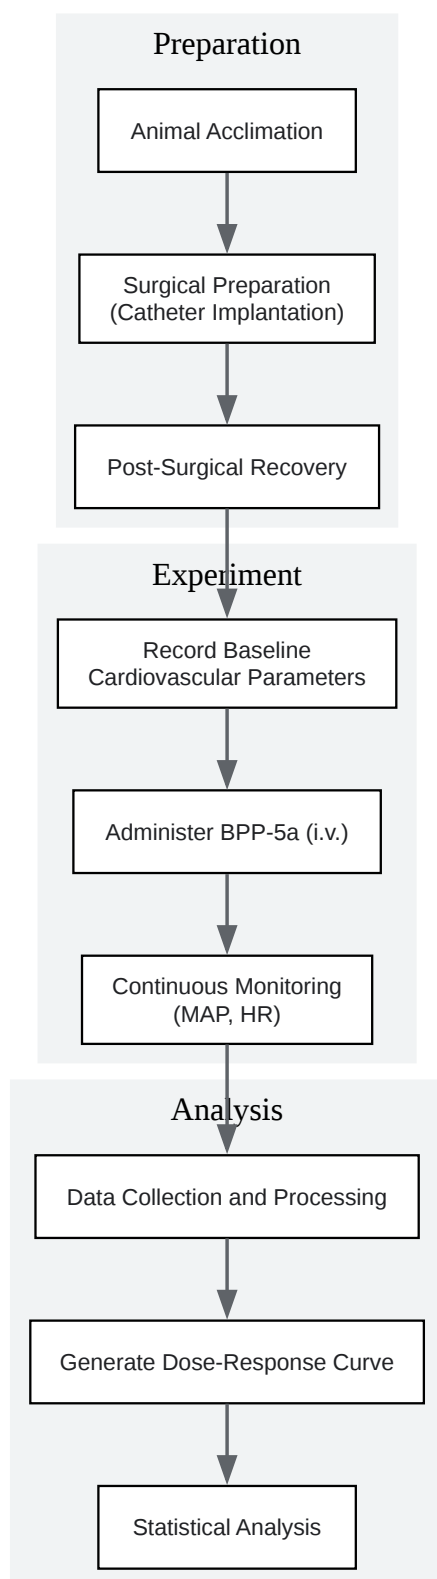 Preparation
Animal Acclimation
Surgical Preparation
(Catheter Implantation)
Post-Surgical Recovery
Experiment
Record Baseline
Cardiovascular Parameters
Administer BPP-5a (i.v.)
Continuous Monitoring
(MAP, HR)
Analysis
Data Collection and Processing
Generate Dose-Response Curve
Statistical Analysis